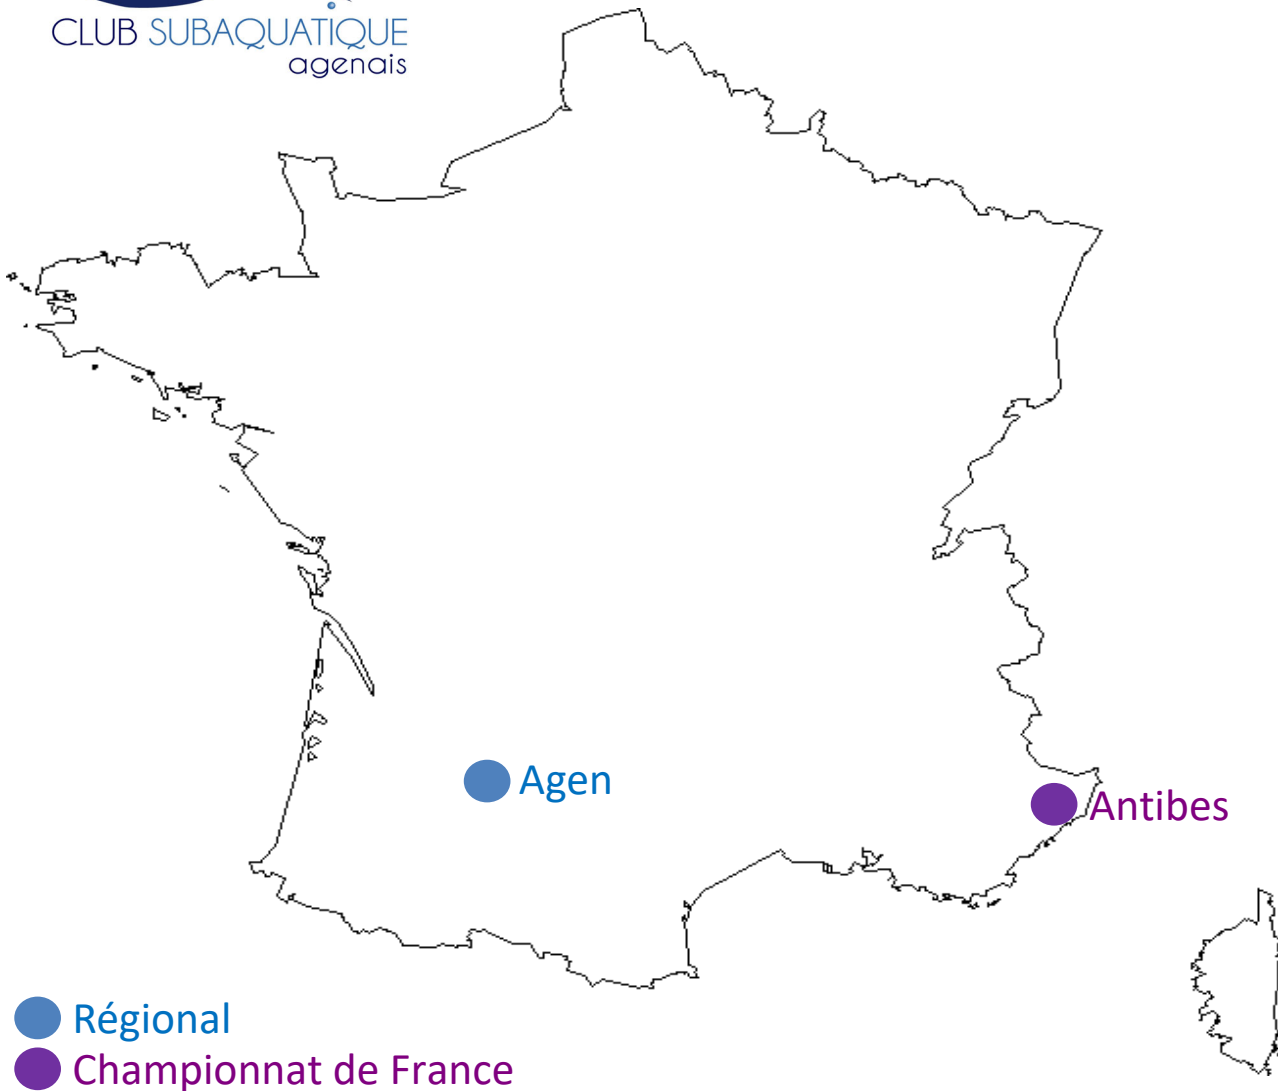 CLUB SUBAQUATIQUE
agenais
Agen
Antibes
Régional
Championnat de France